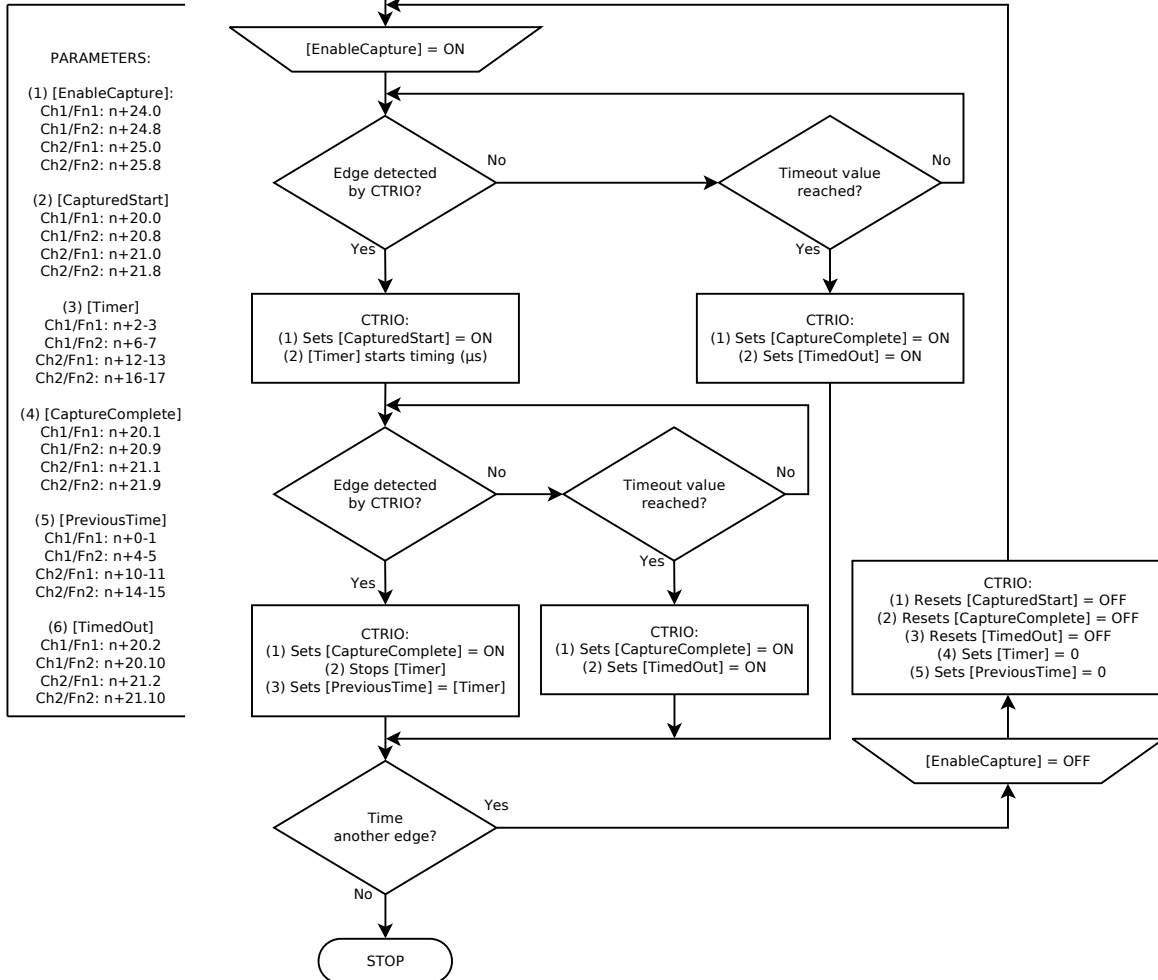 PARAMETERS:
(1) [EnableCapture]:
Ch1/Fn1: n+24.0
Ch1/Fn2: n+24.8
Ch2/Fn1: n+25.0
Ch2/Fn2: n+25.8
(2) [CapturedStart]
Ch1/Fn1: n+20.0
Ch1/Fn2: n+20.8
Ch2/Fn1: n+21.0
Ch2/Fn2: n+21.8
(3) [Timer]
Ch1/Fn1: n+2-3
Ch1/Fn2: n+6-7
Ch2/Fn1: n+12-13
Ch2/Fn2: n+16-17
(4) [CaptureComplete]
Ch1/Fn1: n+20.1
Ch1/Fn2: n+20.9
Ch2/Fn1: n+21.1
Ch2/Fn2: n+21.9
(5) [PreviousTime]
Ch1/Fn1: n+0-1
Ch1/Fn2: n+4-5
Ch2/Fn1: n+10-11
Ch2/Fn2: n+14-15
(6) [TimedOut]
Ch1/Fn1: n+20.2
Ch1/Fn2: n+20.10
Ch2/Fn1: n+21.2
Ch2/Fn2: n+21.10
[EnableCapture] = ON
Edge detected
by CTRIO?
No
Yes
Timeout value
reached?
No
Yes
CTRIO:
(1) Sets [CapturedStart] = ON
(2) [Timer] starts timing (μs)
CTRIO:
(1) Sets [CaptureComplete] = ON
(2) Sets [TimedOut] = ON
Edge detected
by CTRIO?
No
Yes
Timeout value
reached?
No
Yes
CTRIO:
(1) Sets [CaptureComplete] = ON
(2) Stops [Timer]
(3) Sets [PreviousTime] = [Timer]
CTRIO:
(1) Sets [CaptureComplete] = ON
(2) Sets [TimedOut] = ON
CTRIO:
(1) Resets [CapturedStart] = OFF
(2) Resets [CaptureComplete] = OFF
(3) Resets [TimedOut] = OFF
(4) Sets [Timer] = 0
(5) Sets [PreviousTime] = 0
[EnableCapture] = OFF
Time
another edge?
Yes
No
STOP